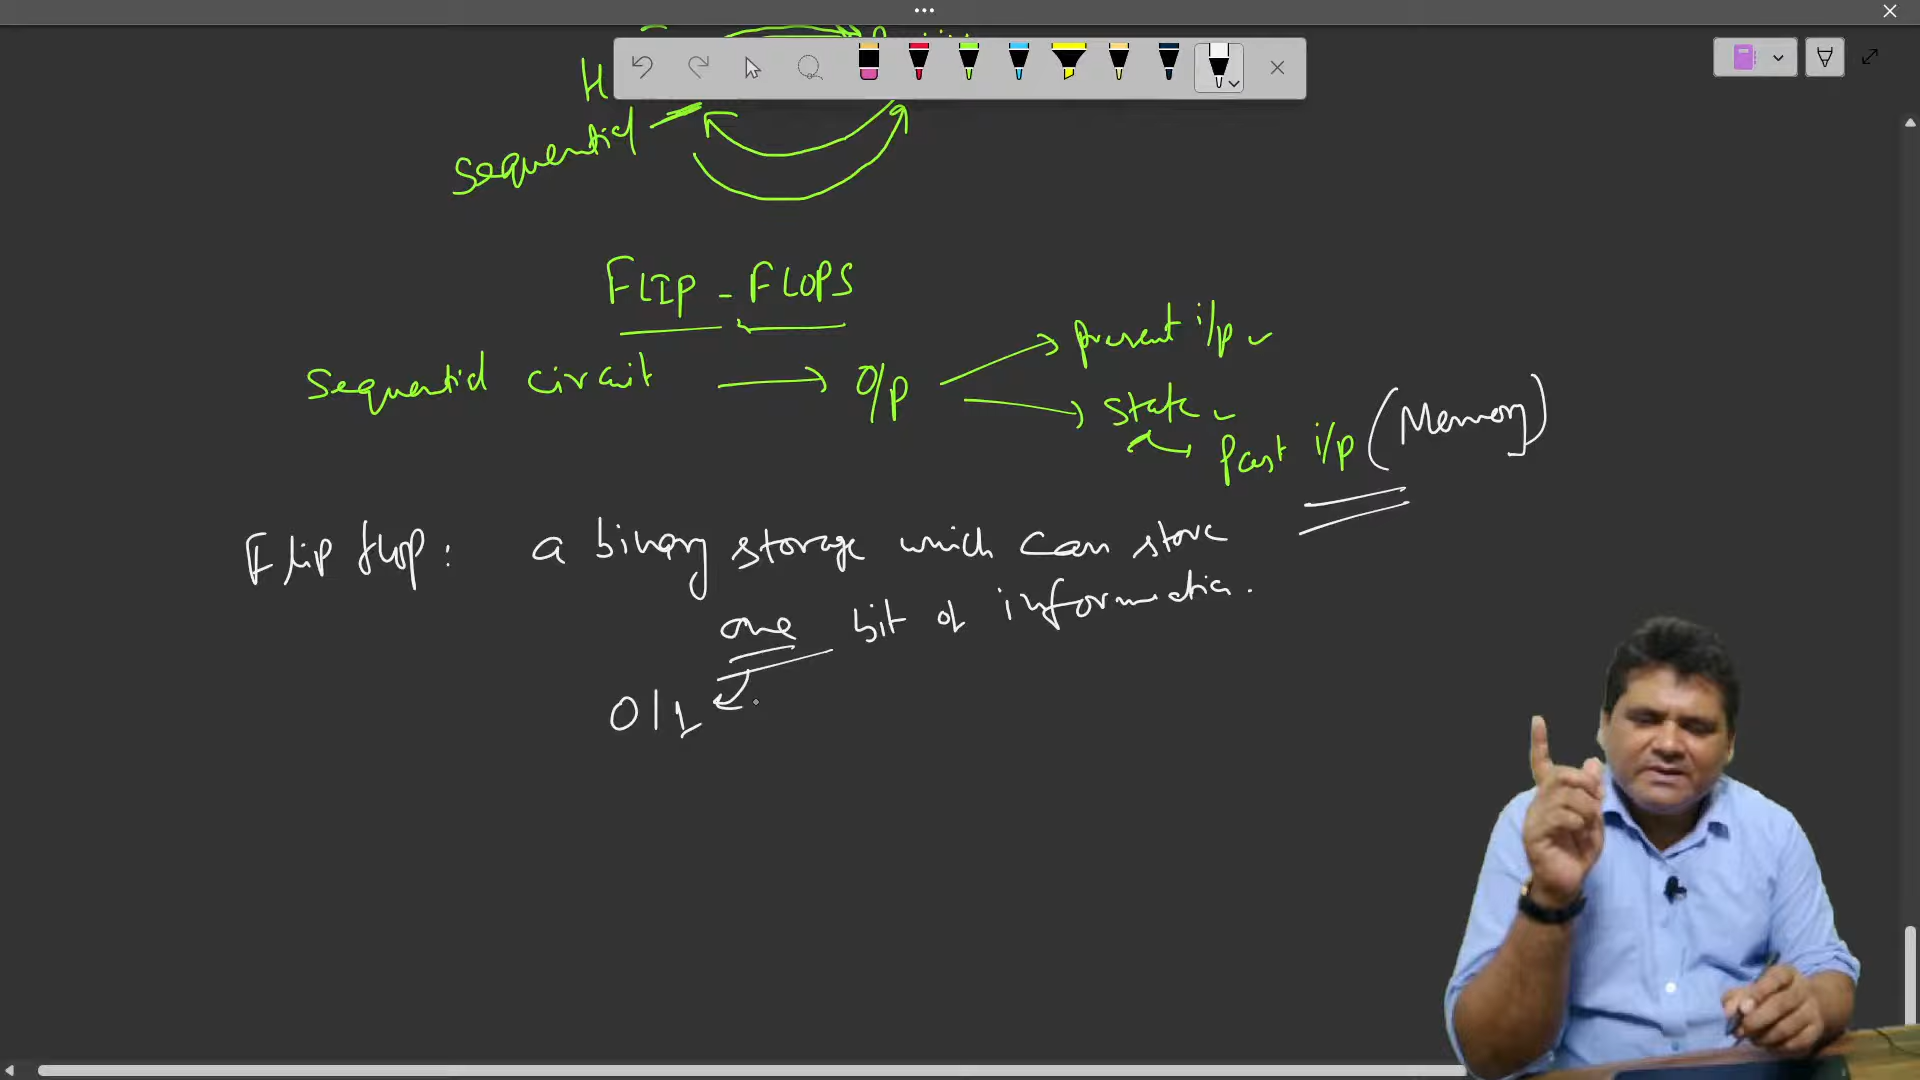 H
sequential
FLIP - FLOPS
sequential circuit → O/p → present i/p
→ state
Past i/p (Memory)
Flip flop: a binary storage which can store
one bit of information.
0/1